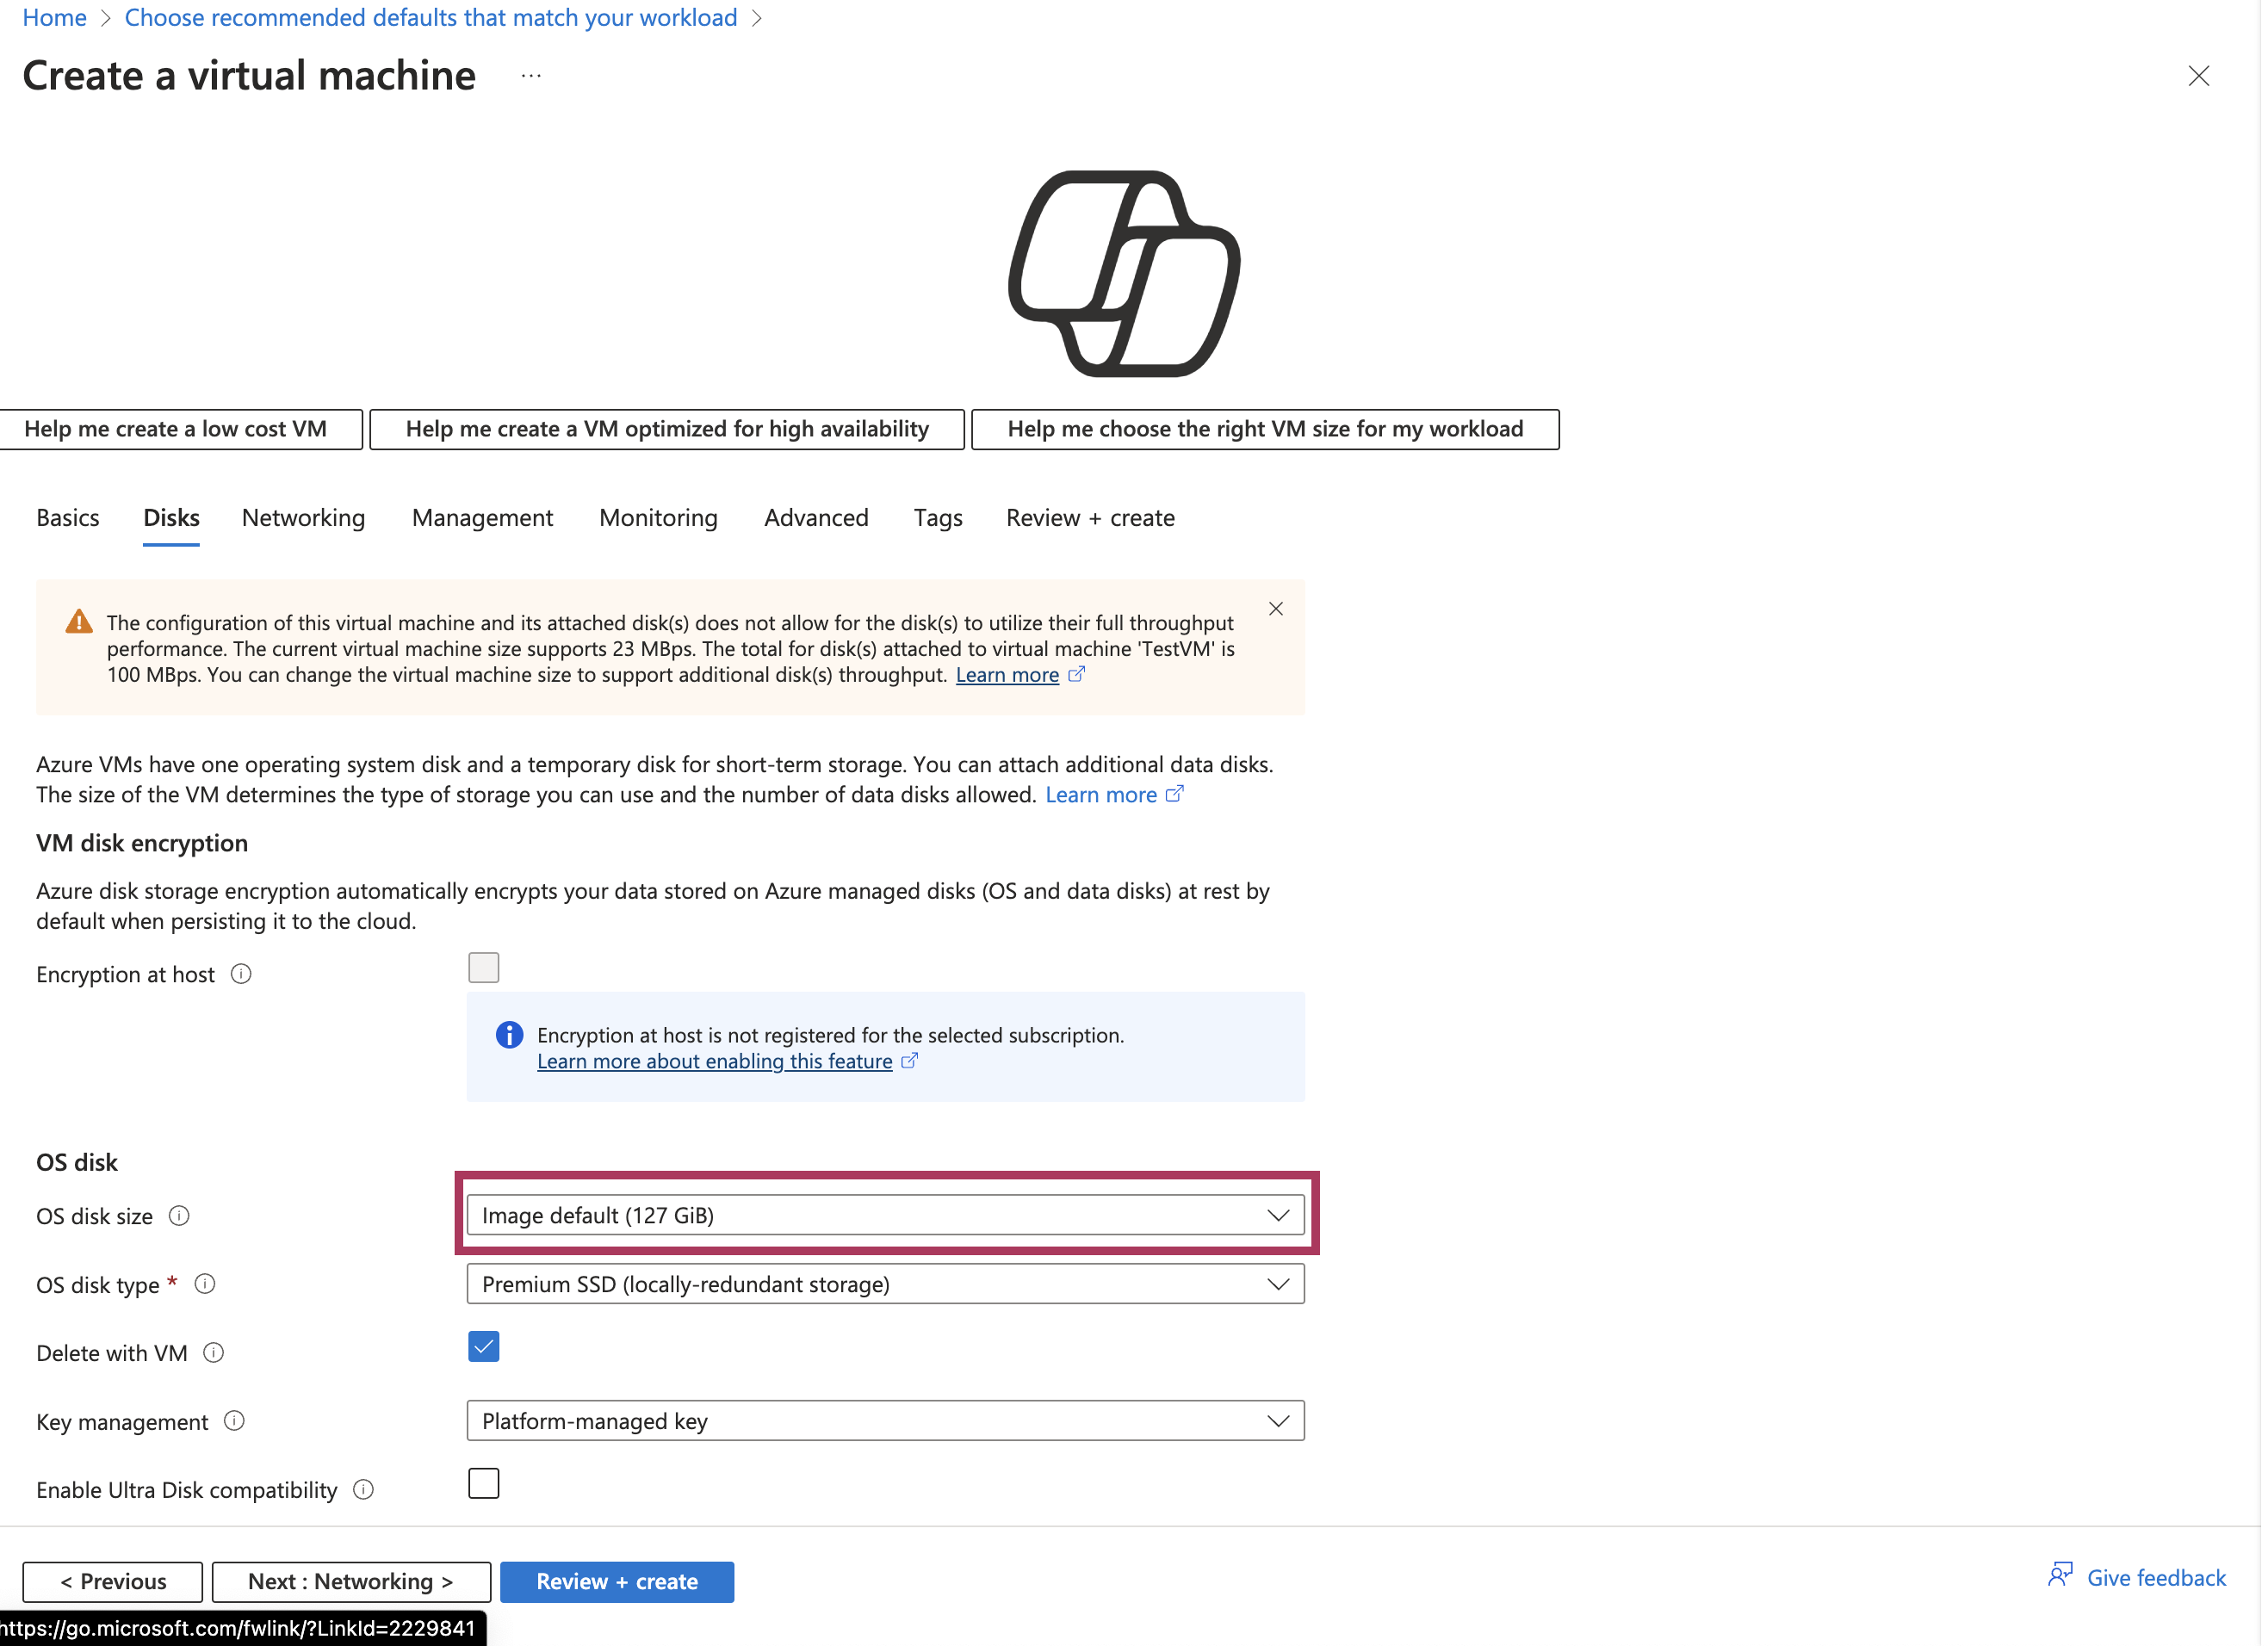 Home > Choose recommended defaults that match your workload >
Create a virtual machine ...
Help me create a low cost VM
Help me create a VM optimized for high availability
Help me choose the right VM size for my workload
Basics Disks Networking Management Monitoring Advanced Tags Review + create
The configuration of this virtual machine and its attached disk(s) does not allow for the disk(s) to utilize their full throughput
performance. The current virtual machine size supports 23 MBps. The total for disk(s) attached to virtual machine 'TestVM' is
100 MBps. You can change the virtual machine size to support additional disk(s) throughput. Learn more
Azure VMs have one operating system disk and a temporary disk for short-term storage. You can attach additional data disks.
The size of the VM determines the type of storage you can use and the number of data disks allowed. Learn more
VM disk encryption
Azure disk storage encryption automatically encrypts your data stored on Azure managed disks (OS and data disks) at rest by
default when persisting it to the cloud.
Encryption at host
Encryption at host is not registered for the selected subscription.
Learn more about enabling this feature
OS disk
OS disk size
Image default (127 GiB)
OS disk type *
Premium SSD (locally-redundant storage)
Delete with VM
Key management
Platform-managed key
Enable Ultra Disk compatibility
< Previous
Next : Networking >
Review + create
Give feedback
https://go.microsoft.com/fwlink/?LinkId=2229841